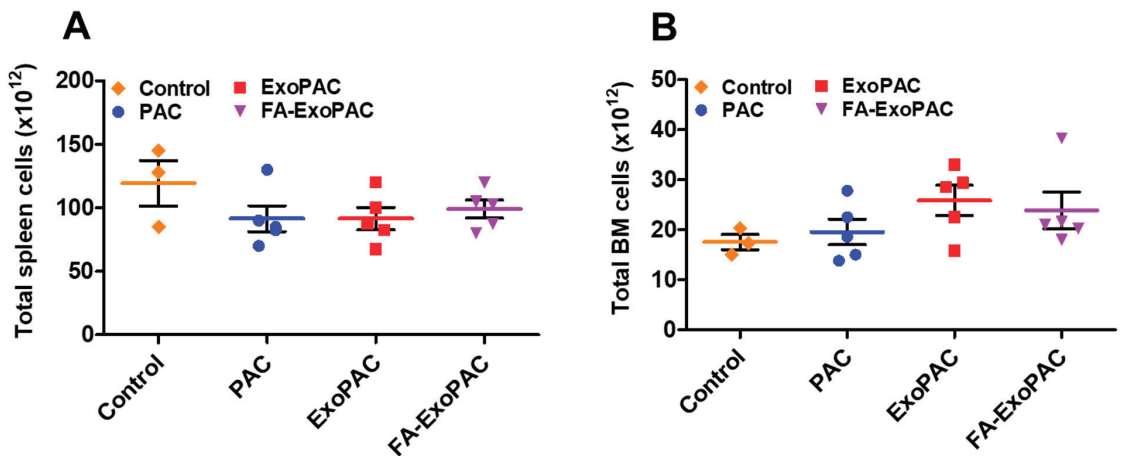 A
Total spleen cells (x10¹²)
200
150
100
50
0
Control
PAC
ExoPAC
FA-ExoPAC
Control
PAC
ExoPAC
FA-ExoPAC
B
Total BM cells (x10¹²)
50
40
30
20
10
0
Control
PAC
ExoPAC
FA-ExoPAC
Control
PAC
ExoPAC
FA-ExoPAC